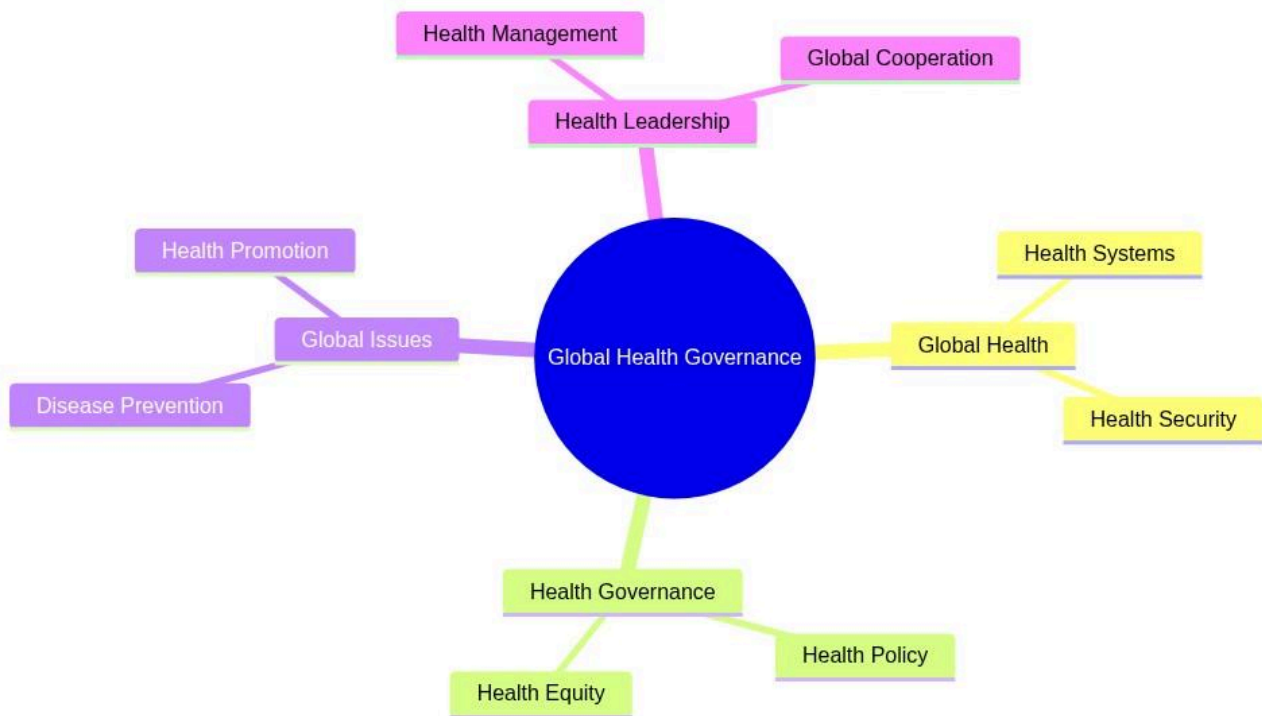 Health Management
Global Cooperation
Health Leadership
Health Promotion
Health Systems
Global Issues
Global Health Governance
Global Health
Disease Prevention
Health Security
Health Governance
Health Policy
Health Equity